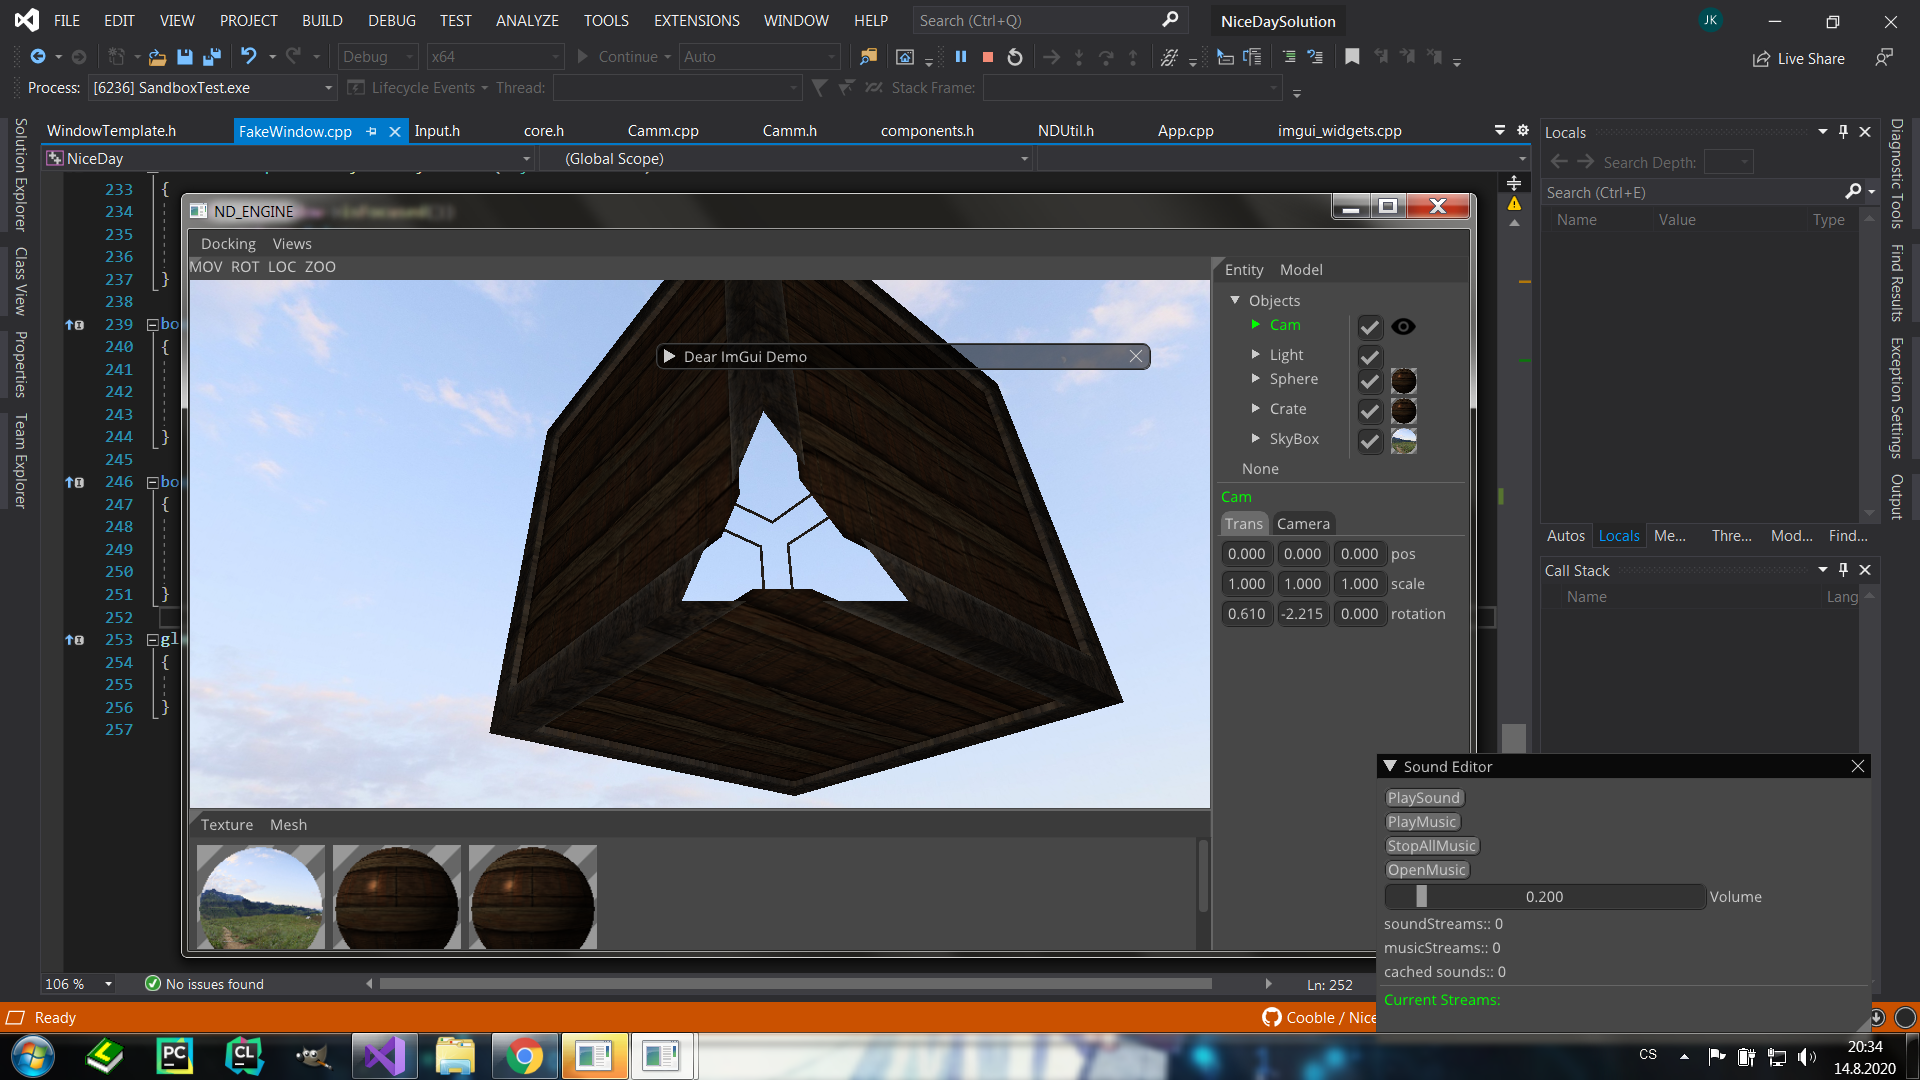 FILE EDIT VIEW PROJECT BUILD DEBUG TEST ANALYZE TOOLS EXTENSIONS WINDOW HELP Search (Ctrl+Q) NiceDaySolution JK
Debug x64 Continue Auto Live Share
Process: [6236] SandboxTest.exe Lifecycle Events Thread: Stack Frame:
WindowTemplate.h FakeWindow.cpp Input.h core.h Camm.cpp Camm.h components.h NDUtil.h App.cpp imgui_widgets.cpp
NiceDay (Global Scope)
Solution Explorer
Class View
Properties
Team Explorer
233 {
234
235
236
237 }
238
239 bo
240 {
241
242
243
244 }
245
246 bo
247 {
248
249
250
251 }
252
253 gl
254 {
255
256 }
257
ND_ENGINE
Docking Views
MOV ROT LOC ZOO
Dear ImGui Demo
Entity Model
Objects
Cam
Light
Sphere
Crate
SkyBox
None
Cam
Trans Camera
0.000 0.000 0.000 pos
1.000 1.000 1.000 scale
0.610 -2.215 0.000 rotation
Texture Mesh
Locals
Search Depth:
Search (Ctrl+E)
Name Value Type
Autos Locals Me... Thre... Mod... Find...
Call Stack
Name Lang
Diagnostic Tools
Find Results
Exception Settings
Output
Sound Editor
PlaySound
PlayMusic
StopAllMusic
OpenMusic
0.200 Volume
soundStreams:: 0
musicStreams:: 0
cached sounds:: 0
Current Streams:
106 % No issues found Ln: 252
Ready Cooble / Nice
PC CL CS 20:34
14.8.2020